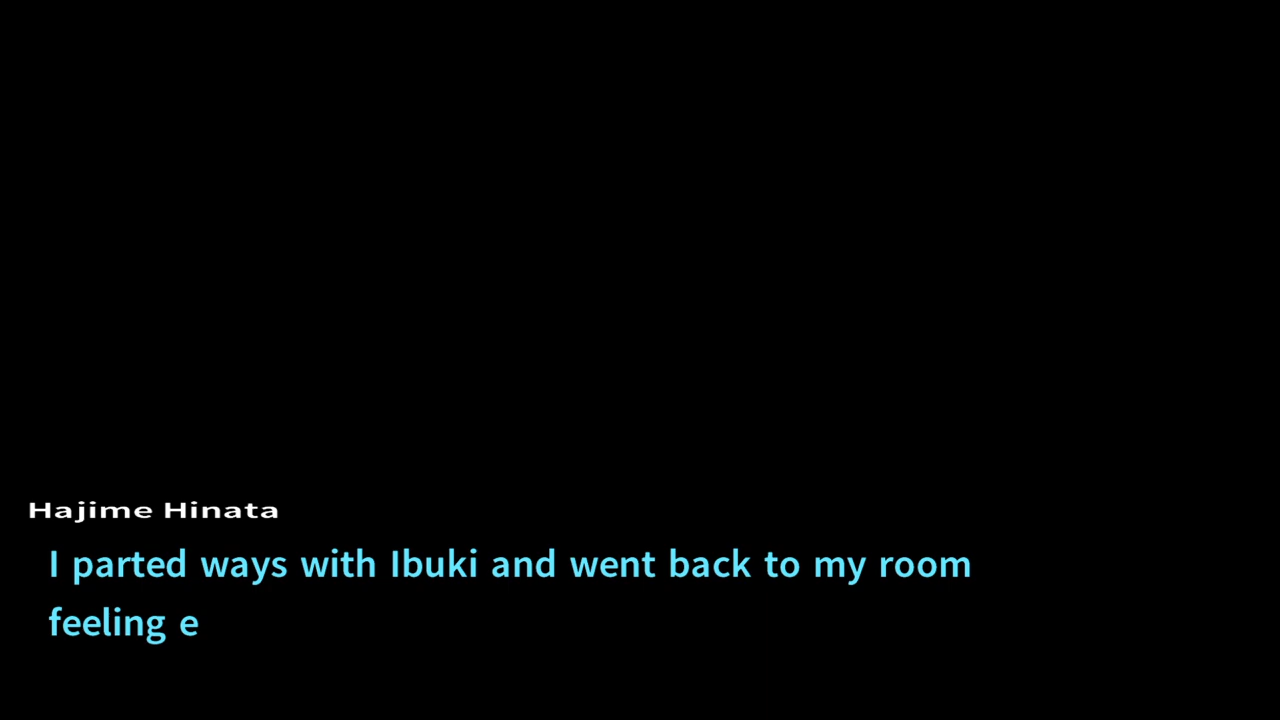 Hajime Hinata
I parted ways with Ibuki and went back to my room
feeling e